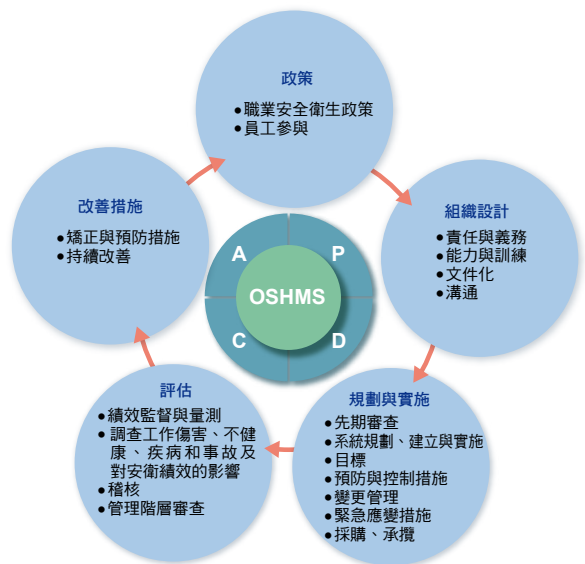 政策
●職業安全衛生政策
●員工參與
組織設計
●責任與義務
●能力與訓練
●文件化
●溝通
規劃與實施
●先期審查
●系統規劃、建立與實施
●目標
●預防與控制措施
●變更管理
●緊急應變措施
●採購、承攬
評估
●績效監督與量測
●調查工作傷害、不健
康、疾病和事故及
對安衛績效的影響
●稽核
●管理階層審查
改善措施
●矯正與預防措施
●持續改善
A
P
OSHMS
C
D